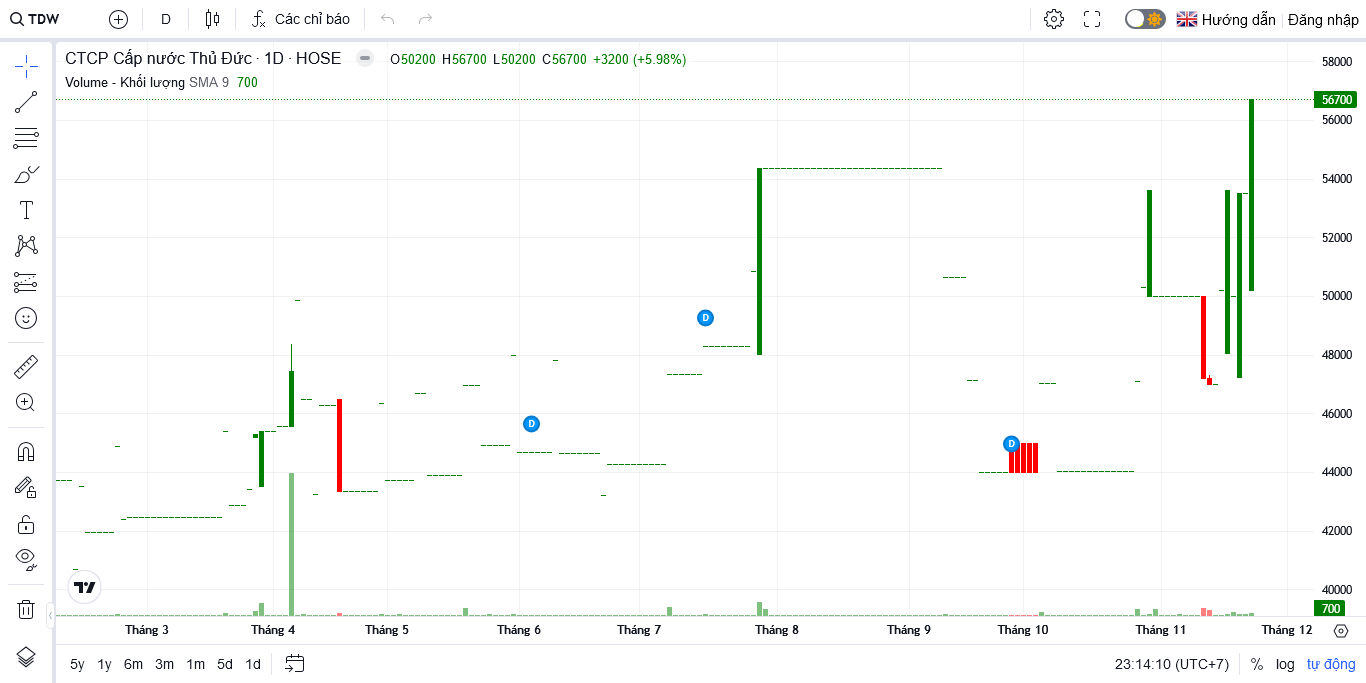 TDW D Các chỉ báo Hướng dẫn Đăng nhập
CTCP Cấp nước Thủ Đức · 1D · HOSE O50200 H56700 L50200 C56700 +3200 (+5.98%)
Volume - Khối lượng SMA 9 700
58000
56700
56000
54000
52000
50000
48000
46000
44000
42000
40000
700
D
D
D
Tháng 3 Tháng 4 Tháng 5 Tháng 6 Tháng 7 Tháng 8 Tháng 9 Tháng 10 Tháng 11 Tháng 12
5y 1y 6m 3m 1m 5d 1d 23:14:10 (UTC+7) % log tự động